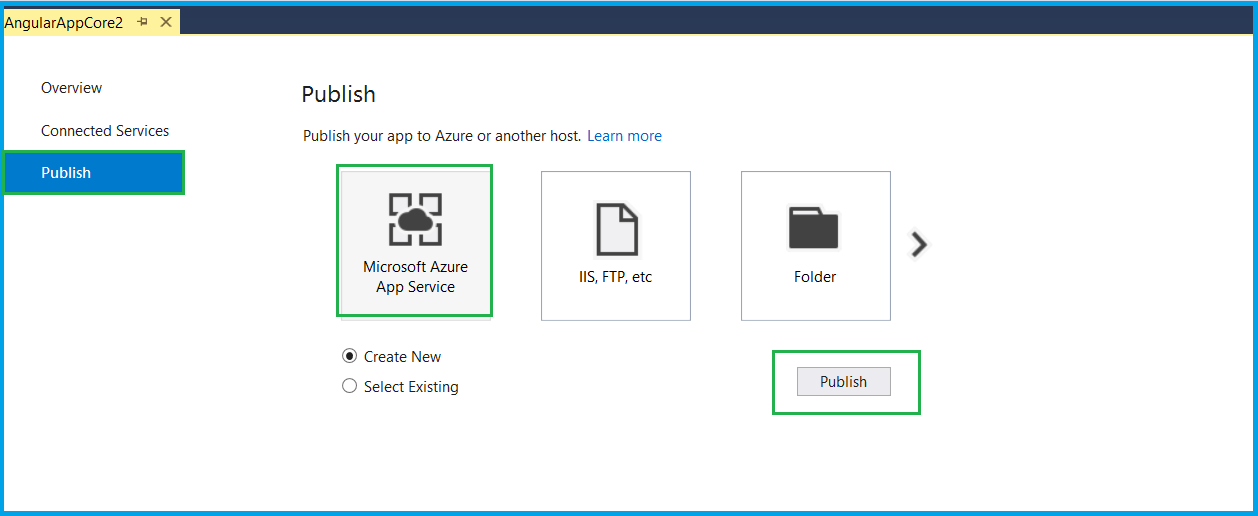 AngularAppCore2
Overview
Connected Services
Publish
Publish
Publish your app to Azure or another host. Learn more
Microsoft Azure
App Service
IIS, FTP, etc
Folder
Create New
Select Existing
Publish